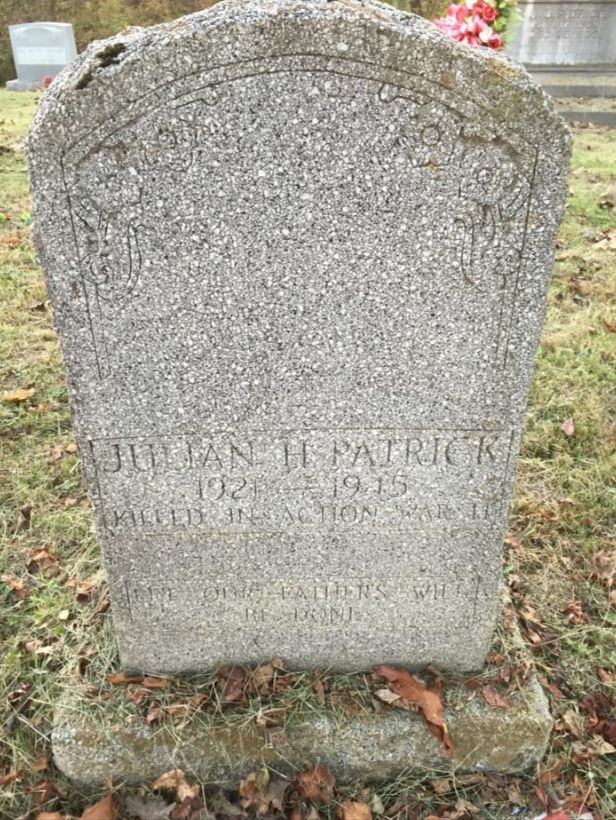 JULIAN H PATRICK
1921 — 1945
KILLED IN ACTION WAR II
LET OUR FATHERS WILL
BE DONE